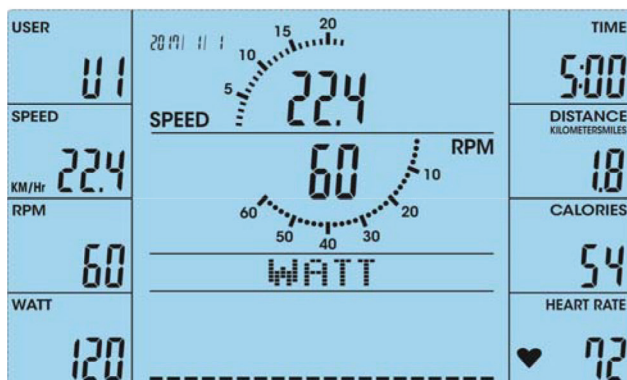 USER
U1
SPEED
KM/Hr 22.4
RPM
60
WATT
120
2017/ 1/ 1
5
10
15
20
SPEED
22.4
60
RPM
10
20
30
40
50
60
WATT
TIME
5:00
DISTANCE
KILOMETERSMILES
1.8
CALORIES
54
HEART RATE
72